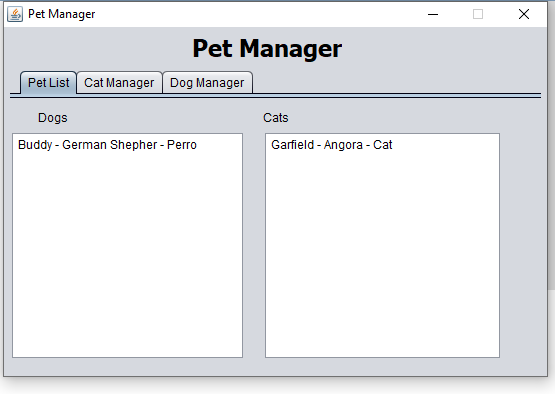 Pet Manager
Pet Manager
Pet List Cat Manager Dog Manager
Dogs Cats
Buddy - German Shepher - Perro
Garfield - Angora - Cat